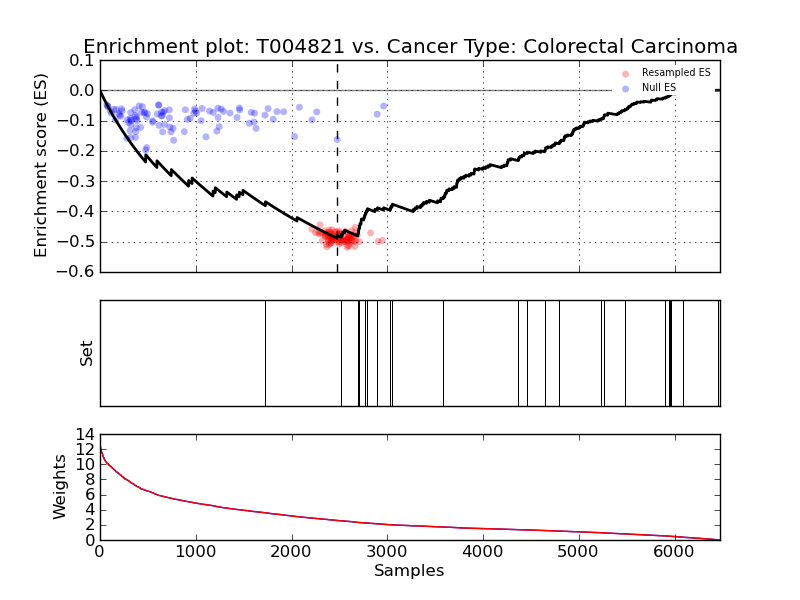 Enrichment plot: T004821 vs. Cancer Type: Colorectal Carcinoma
0.1
0.0
−0.1
−0.2
−0.3
−0.4
−0.5
−0.6
Enrichment score (ES)
Resampled ES
Null ES
Set
14
12
10
8
6
4
2
0
Weights
0 1000 2000 3000 4000 5000 6000
Samples